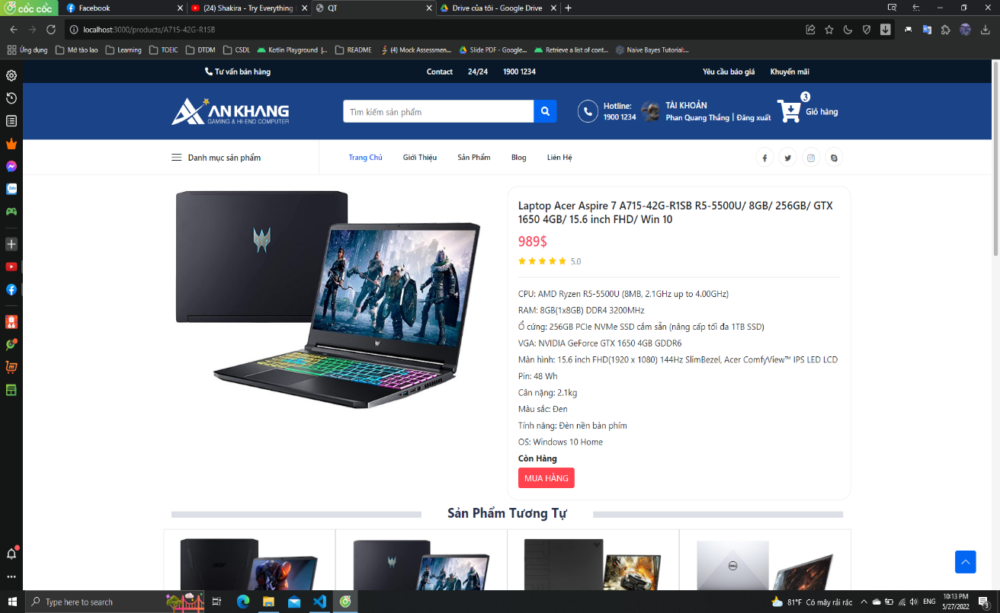 cốc cốc
Facebook
(24) Shakira - Try Everything
QT
Drive của tôi - Google Drive
localhost:3000/products/A715-42G-R1SB
Ứng dụng
Mở táo lao
Learning
TOEIC
DTDM
CSDL
Kotlin Playground |...
README
(4) Mock Assessmen...
Slide PDF - Google...
Retrieve a list of cont...
Naive Bayes Tutorial:...
Tư vấn bán hàng
Contact
24/24
1900 1234
Yêu cầu báo giá
Khuyến mãi
AN KHANG
GAMING & HI-END COMPUTER
Tìm kiếm sản phẩm
Hotline:
1900 1234
TÀI KHOẢN
Phan Quang Thắng | Đăng xuất
3
Giỏ hàng
Danh mục sản phẩm
Trang Chủ
Giới Thiệu
Sản Phẩm
Blog
Liên Hệ
Laptop Acer Aspire 7 A715-42G-R1SB R5-5500U/ 8GB/ 256GB/ GTX
1650 4GB/ 15.6 inch FHD/ Win 10
989$
5.0
CPU: AMD Ryzen R5-5500U (8MB, 2.1GHz up to 4.00GHz)
RAM: 8GB(1x8GB) DDR4 3200MHz
Ổ cứng: 256GB PCIe NVMe SSD cắm sẵn (nâng cấp tối đa 1TB SSD)
VGA: NVIDIA GeForce GTX 1650 4GB GDDR6
Màn hình: 15.6 inch FHD(1920 x 1080) 144Hz SlimBezel, Acer ComfyView™ IPS LED LCD
Pin: 48 Wh
Cân nặng: 2.1kg
Màu sắc: Đen
Tính năng: Đèn nền bàn phím
OS: Windows 10 Home
Còn Hàng
MUA HÀNG
Sản Phẩm Tương Tự
DELL
Type here to search
81°F Có mây rải rác
ENG
10:13 PM
5/27/2022
3